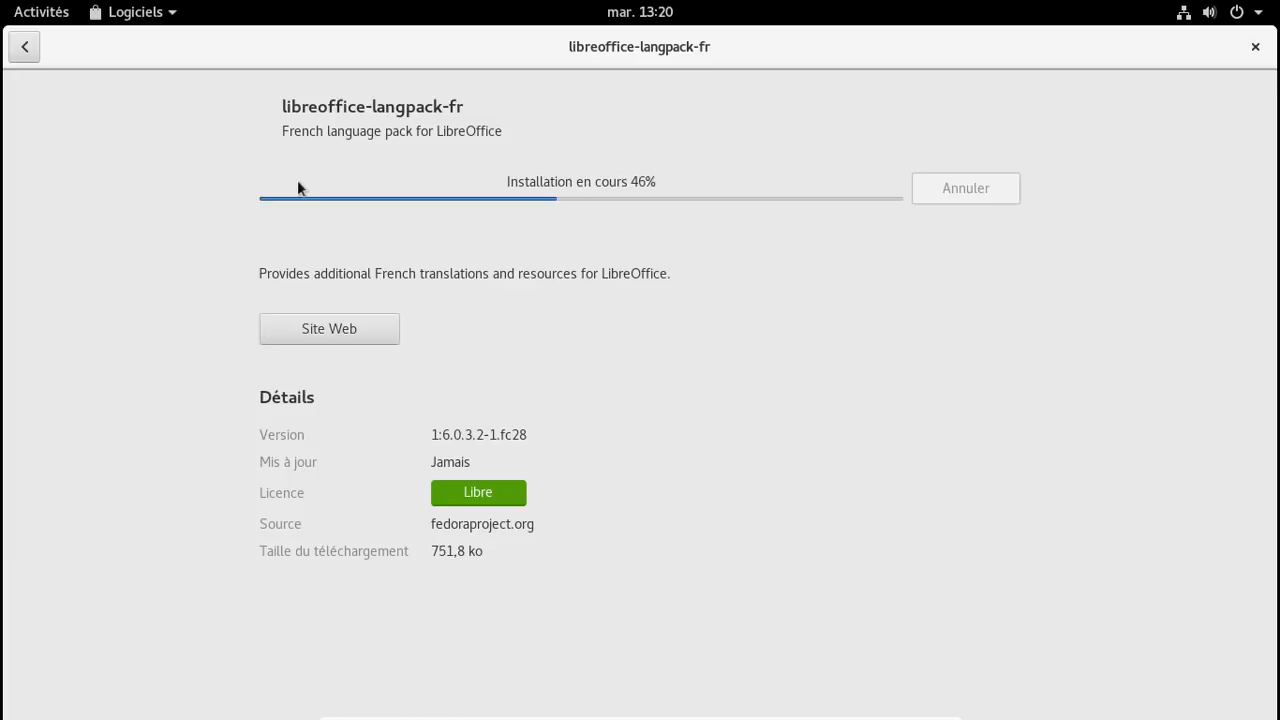 Activités Logiciels mar. 13:20
libreoffice-langpack-fr
libreoffice-langpack-fr
French language pack for LibreOffice
Installation en cours 46% Annuler
Provides additional French translations and resources for LibreOffice.
Site Web
Détails
Version 1:6.0.3.2-1.fc28
Mis à jour Jamais
Licence Libre
Source fedoraproject.org
Taille du téléchargement 751,8 ko